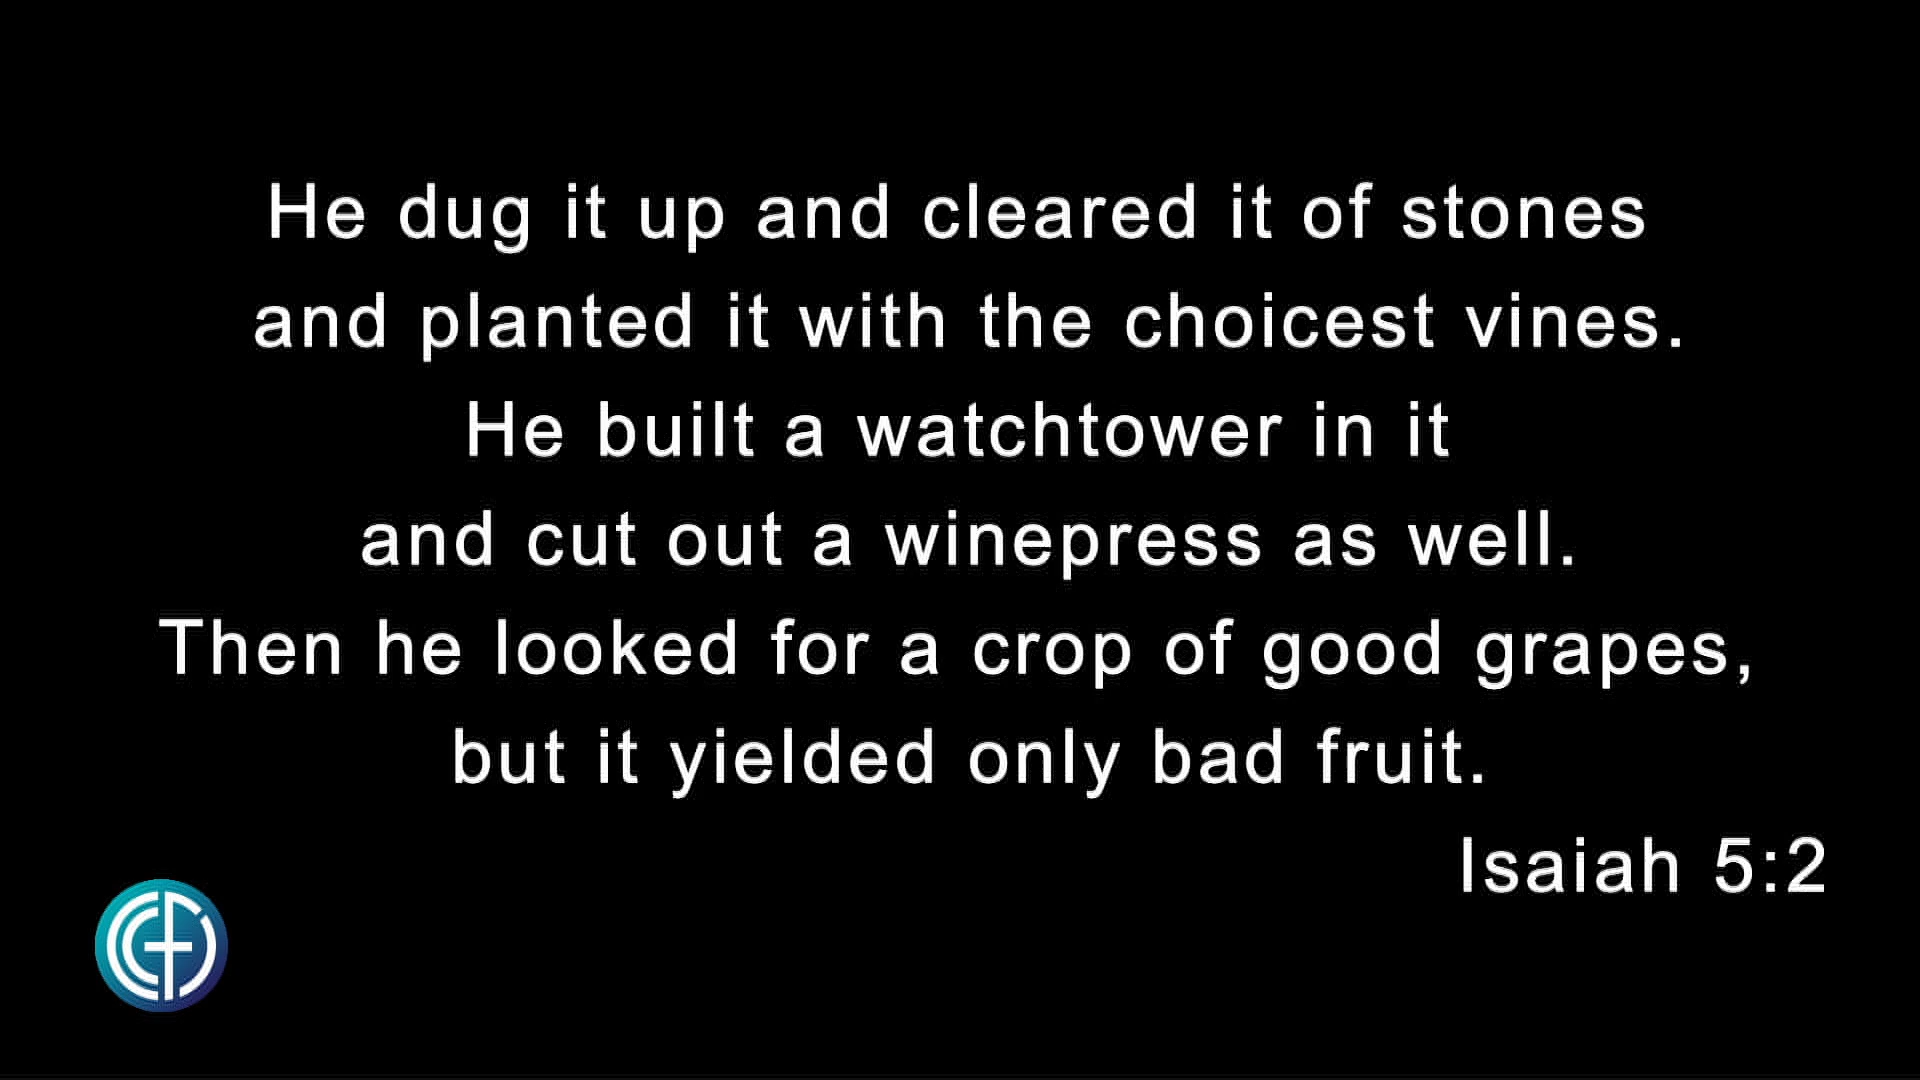 He dug it up and cleared it of stones
and planted it with the choicest vines.
He built a watchtower in it
and cut out a winepress as well.
Then he looked for a crop of good grapes,
but it yielded only bad fruit.
Isaiah 5:2